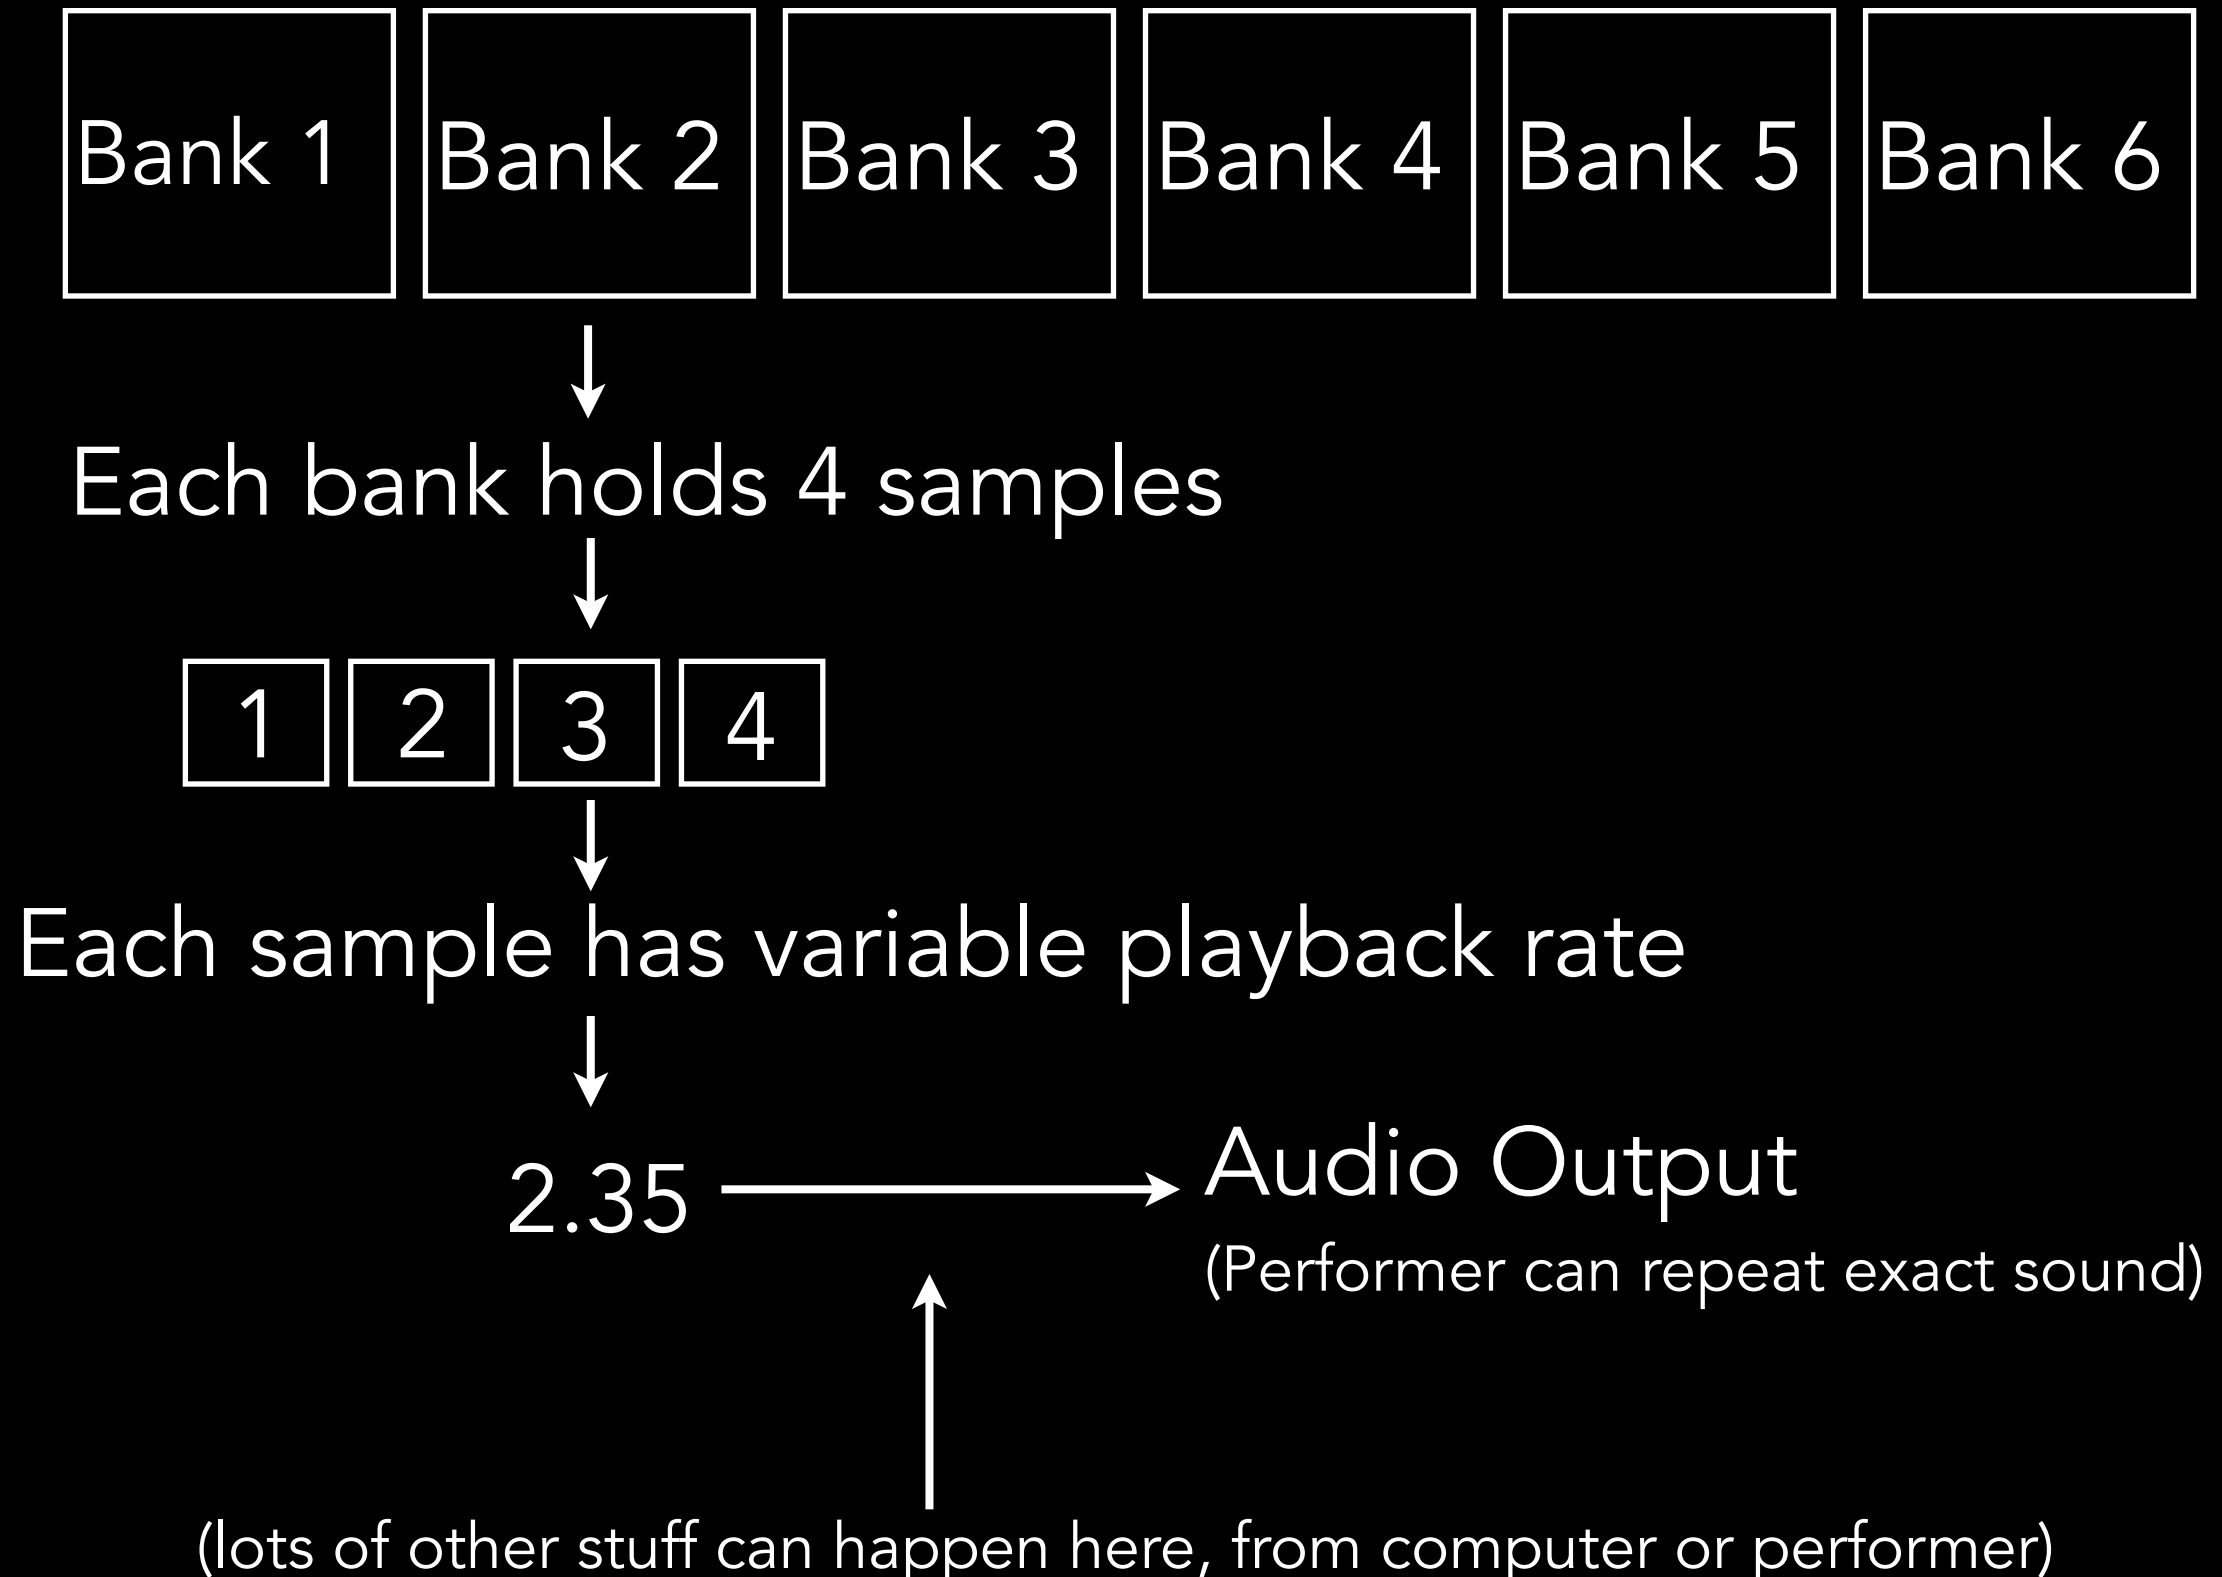 Bank 1 Bank 2 Bank 3 Bank 4 Bank 5 Bank 6
Each bank holds 4 samples
1 2 3 4
Each sample has variable playback rate
2.35 Audio Output
(Performer can repeat exact sound)
(lots of other stuff can happen here, from computer or performer)